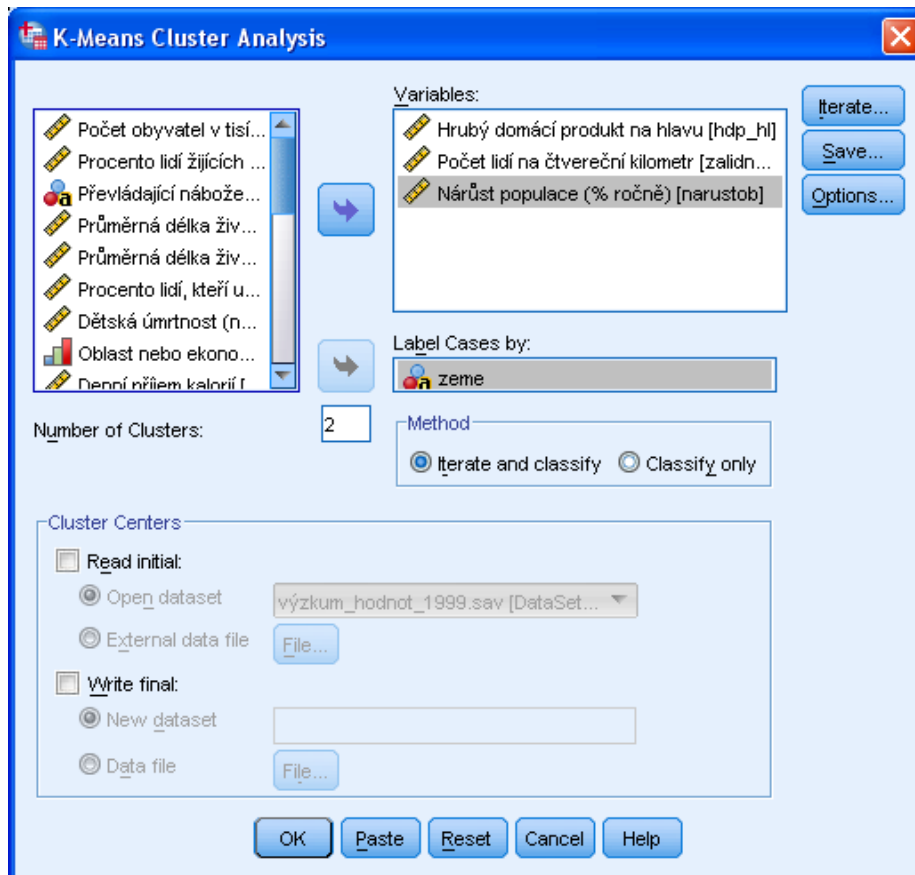 K-Means Cluster Analysis
Variables:
Počet obyvatel v tisí...
Procento lidí žijících ...
Převládající nábože...
Průměrná délka živ...
Průměrná délka živ...
Procento lidí, kteří u...
Dětská úmrtnost (n...
Oblast nebo ekono...
Denní příjem kalorií [
Hrubý domácí produkt na hlavu [hdp_hl]
Počet lidí na čtvereční kilometr [zalidn...
Nárůst populace (% ročně) [narustob]
Iterate...
Save...
Options...
Label Cases by:
zeme
Number of Clusters:
2
Method
Iterate and classify
Classify only
Cluster Centers
Read initial:
Open dataset
výzkum_hodnot_1999.sav [DataSet...
External data file
File...
Write final:
New dataset
Data file
File...
OK
Paste
Reset
Cancel
Help